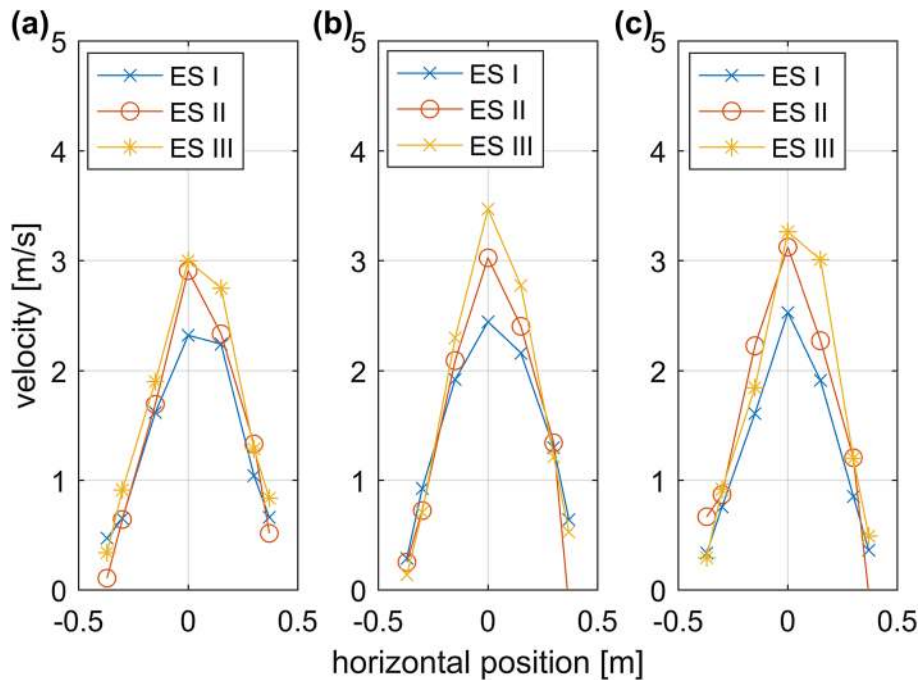 (a) (b) (c)
5 5 5
ES I ES I ES I
ES II ES II ES II
ES III ES III ES III
4 4 4
3 3 3
velocity [m/s]
2 2 2
1 1 1
0 0 0
-0.5 0 0.5 -0.5 0 0.5 -0.5 0 0.5
horizontal position [m]